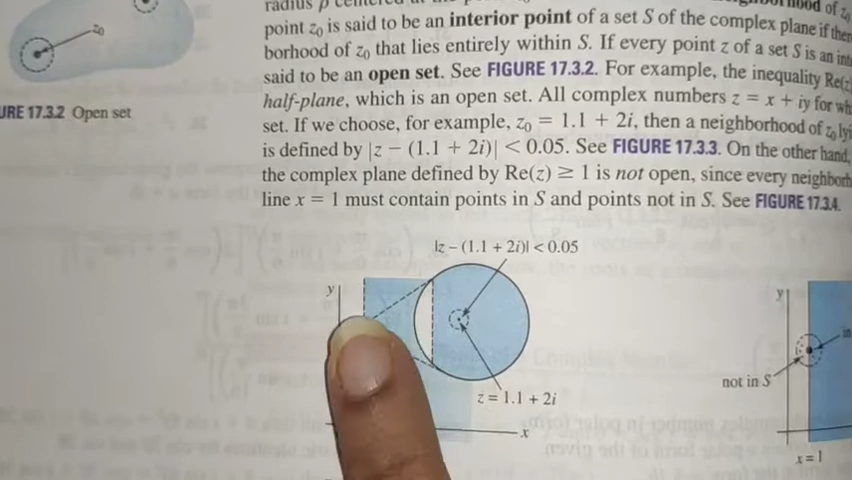 radius ρ centered
point z₀ is said to be an interior point of a set S of the complex plane if
borhood of z₀ that lies entirely within S. If every point z of a set S is an
said to be an open set. See FIGURE 17.3.2. For example, the inequality Re(z)
half-plane, which is an open set. All complex numbers z = x + iy for
set. If we choose, for example, z₀ = 1.1 + 2i, then a neighborhood of z₀
is defined by |z − (1.1 + 2i)| < 0.05. See FIGURE 17.3.3. On the other hand,
the complex plane defined by Re(z) ≥ 1 is not open, since every
line x = 1 must contain points in S and points not in S. See FIGURE 17.3.4.
z₀
17.3.2 Open set
|z − (1.1 + 2i)| < 0.05
y
z = 1.1 + 2i
x
y
not in S
x = 1